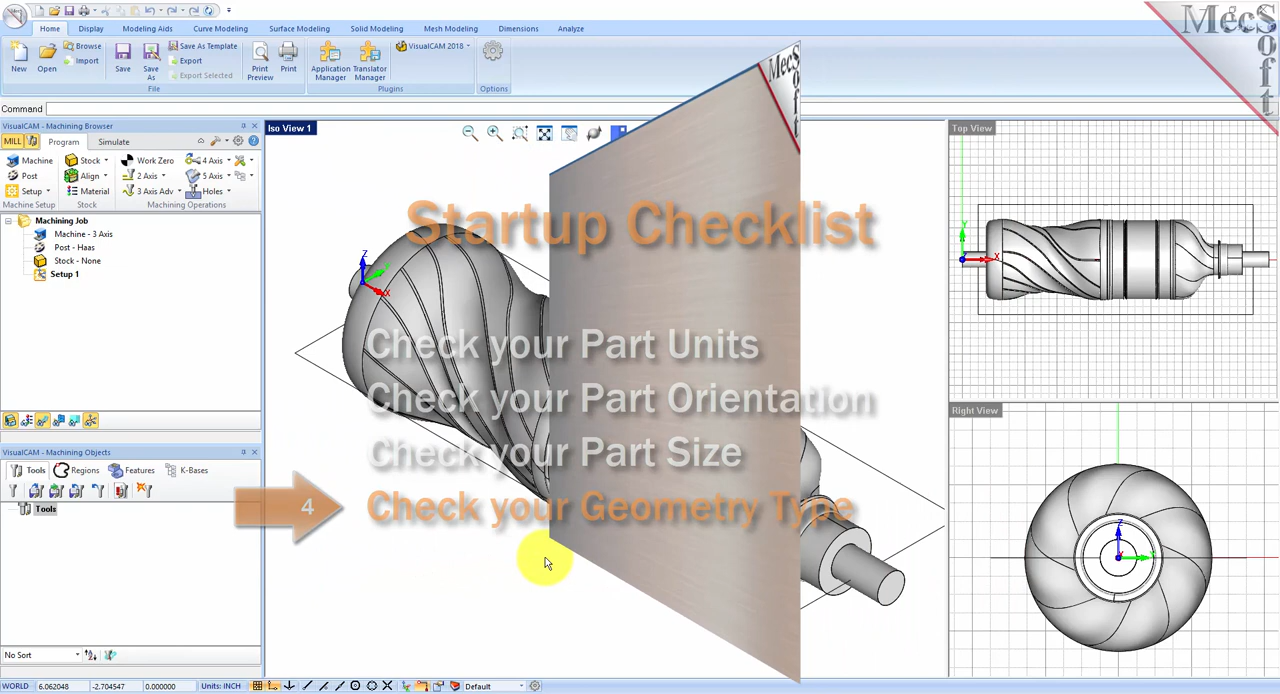 Home Display Modeling Aids Curve Modeling Surface Modeling Solid Modeling Mesh Modeling Dimensions Analyze
New Open Browse Import Save Save As Save As Template Export Export Selected Print Preview Print Application Manager Translator Manager VisualCAM 2018
File Plugins Options
Command
VisualCAM - Machining Browser
MILL Program Simulate
Machine Stock Work Zero 4 Axis
Post Align 2 Axis 5 Axis
Setup Material 3 Axis Adv Holes
Machine Setup Stock Machining Operations
Machining Job
Machine - 3 Axis
Post - Haas
Stock - None
Setup 1
VisualCAM - Machining Objects
Tools Regions Features K-Bases
Tools
No Sort
Iso View 1
Z
X
MecSoft
Startup Checklist
Check your Part Units
Check your Part Orientation
Check your Part Size
4 Check your Geometry Type
MecSoft
Top View
Y
X
Right View
Z
WORLD 6.062048 -2.704547 0.000000 Units: INCH Default